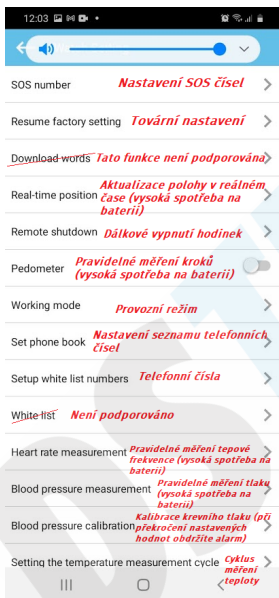 12:03
SOS number Nastavení SOS čísel
Resume factory setting Tovární nastavení
Download words Tato funkce není podporována
Aktualizace polohy v reálném
Real-time position čase (vysoká spotřeba na
baterii)
Remote shutdown Dálkové vypnutí hodinek
Pedometer Pravidelné měření kroků
(vysoká spotřeba na
baterii)
Working mode Provozní režim
Set phone book Nastavení seznamu telefonních
čísel
Setup white list numbers Telefonní čísla
White list Není podporováno
Heart rate measurement Pravidelné měření tepové
frekvence (vysoká spotřeba na
baterii)
Blood pressure measurement Pravidelné měření tlaku
(vysoká spotřeba na
baterii)
Blood pressure calibration Kalibrace krevního tlaku (při
překročení nastavených
hodnot obdržíte alarm)
Setting the temperature measurement cycle Cyklus
měření
teploty